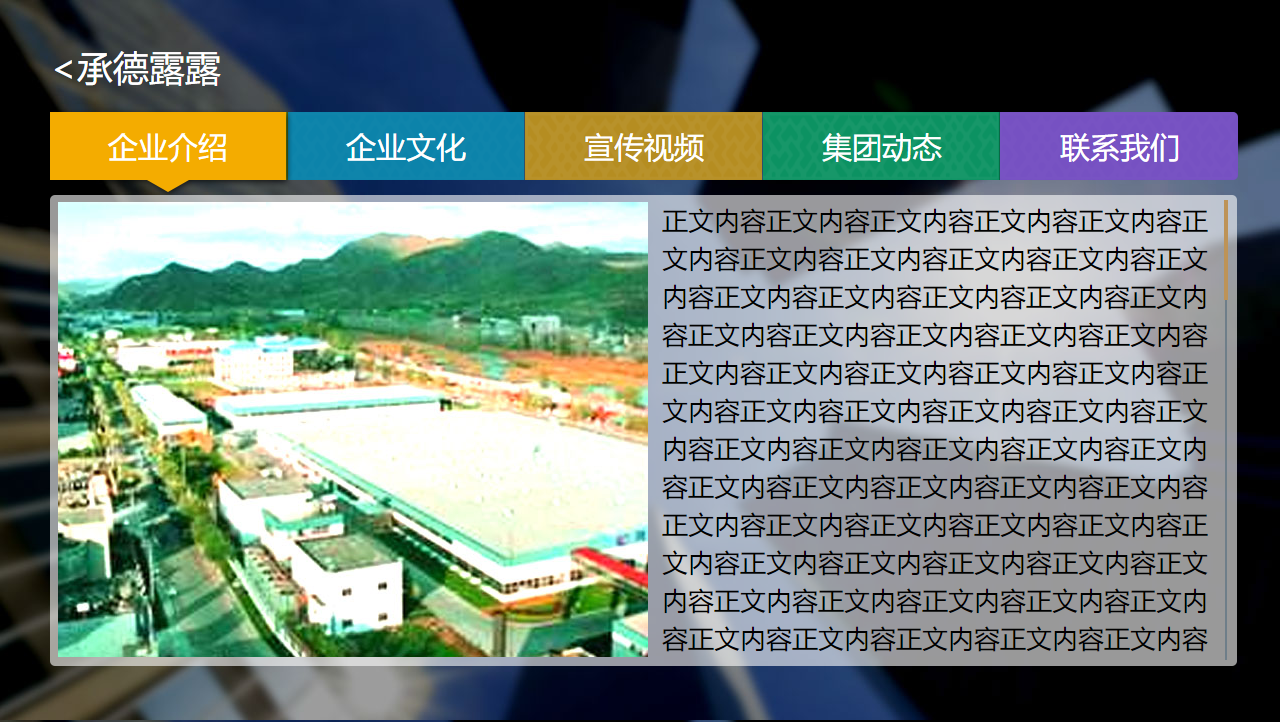 <承德露露
企业介绍 企业文化 宣传视频 集团动态 联系我们
正文内容正文内容正文内容正文内容正文内容正
文内容正文内容正文内容正文内容正文内容正文
内容正文内容正文内容正文内容正文内容正文内
容正文内容正文内容正文内容正文内容正文内容
正文内容正文内容正文内容正文内容正文内容正
文内容正文内容正文内容正文内容正文内容正文
内容正文内容正文内容正文内容正文内容正文内
容正文内容正文内容正文内容正文内容正文内容
正文内容正文内容正文内容正文内容正文内容正
文内容正文内容正文内容正文内容正文内容正文
内容正文内容正文内容正文内容正文内容正文内
容正文内容正文内容正文内容正文内容正文内容